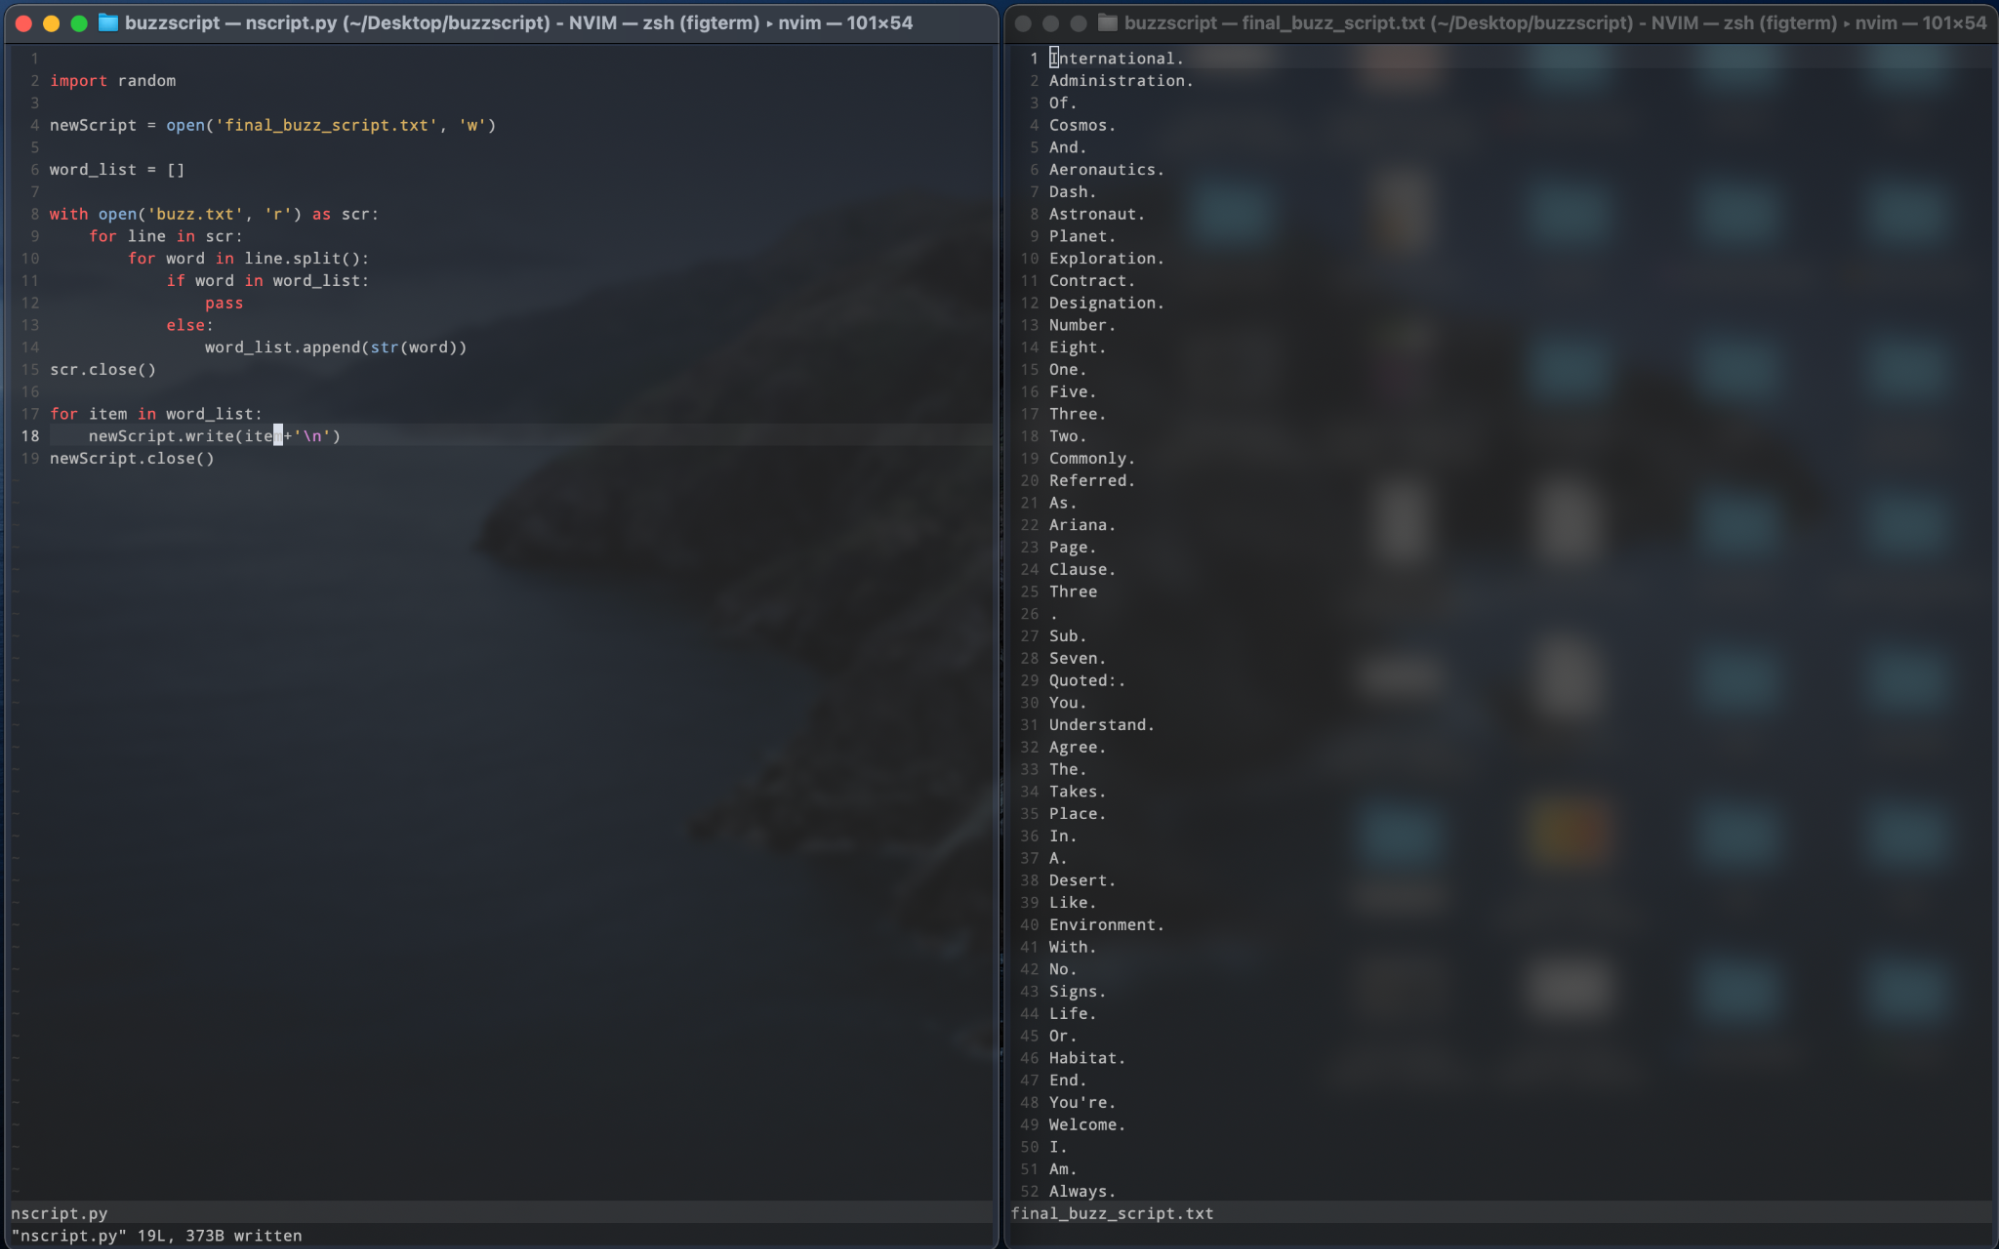 buzzscript — nscript.py (~/Desktop/buzzscript) - NVIM — zsh (figterm) ▸ nvim — 101×54
1
2 import random
3
4 newScript = open('final_buzz_script.txt', 'w')
5
6 word_list = []
7
8 with open('buzz.txt', 'r') as scr:
9     for line in scr:
10         for word in line.split():
11             if word in word_list:
12                 pass
13             else:
14                 word_list.append(str(word))
15 scr.close()
16
17 for item in word_list:
18     newScript.write(item+'\n')
19 newScript.close()
nscript.py
"nscript.py" 19L, 373B written
buzzscript — final_buzz_script.txt (~/Desktop/buzzscript) - NVIM — zsh (figterm) ▸ nvim — 101×54
1 International.
2 Administration.
3 Of.
4 Cosmos.
5 And.
6 Aeronautics.
7 Dash.
8 Astronaut.
9 Planet.
10 Exploration.
11 Contract.
12 Designation.
13 Number.
14 Eight.
15 One.
16 Five.
17 Three.
18 Two.
19 Commonly.
20 Referred.
21 As.
22 Ariana.
23 Page.
24 Clause.
25 Three
26 .
27 Sub.
28 Seven.
29 Quoted:.
30 You.
31 Understand.
32 Agree.
33 The.
34 Takes.
35 Place.
36 In.
37 A.
38 Desert.
39 Like.
40 Environment.
41 With.
42 No.
43 Signs.
44 Life.
45 Or.
46 Habitat.
47 End.
48 You're.
49 Welcome.
50 I.
51 Am.
52 Always.
final_buzz_script.txt